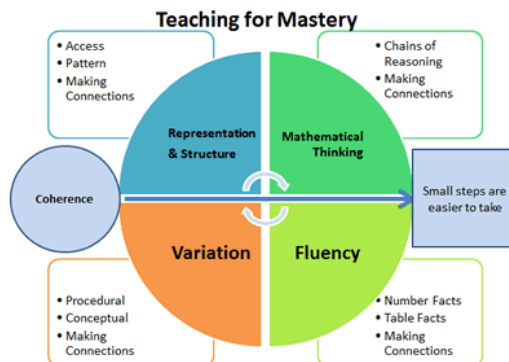 Teaching for Mastery
• Access
• Pattern
• Making
Connections
• Chains of
Reasoning
• Making
Connections
Representation
& Structure
Mathematical
Thinking
Coherence
Small steps are
easier to take
Variation
Fluency
• Procedural
• Conceptual
• Making
Connections
• Number Facts
• Table Facts
• Making
Connections